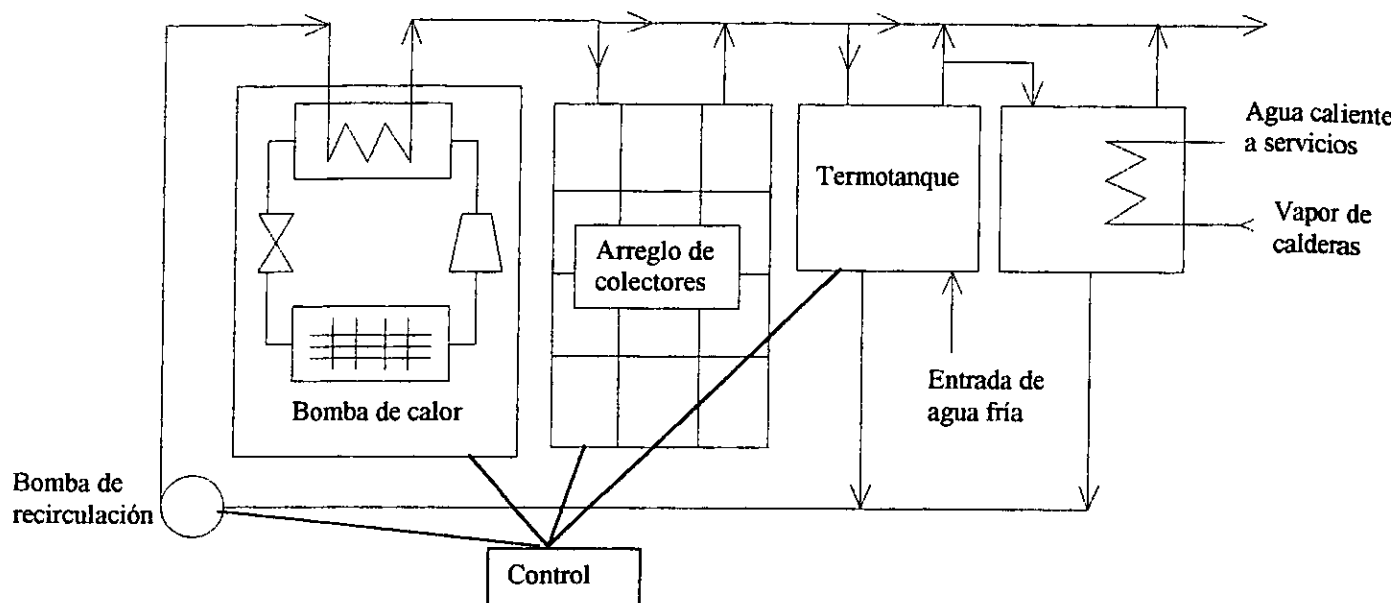 Agua caliente
a servicios
Termotanque
Vapor de
calderas
Arreglo de
colectores
Entrada de
agua fría
Bomba de calor
Bomba de
recirculación
Control